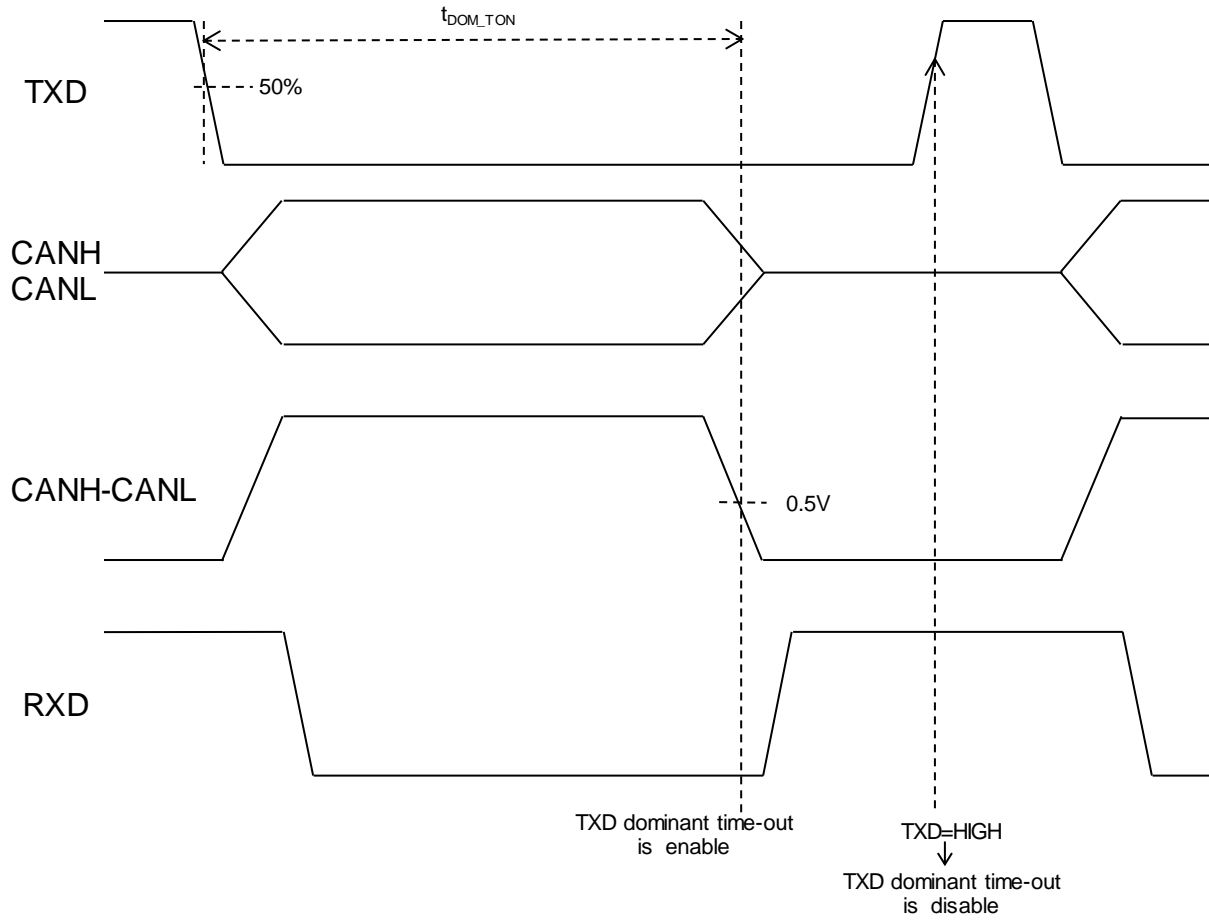 tDOM_TON
TXD
50%
CANH
CANL
CANH-CANL
0.5V
RXD
TXD dominant time-out
is enable
TXD=HIGH
TXD dominant time-out
is disable